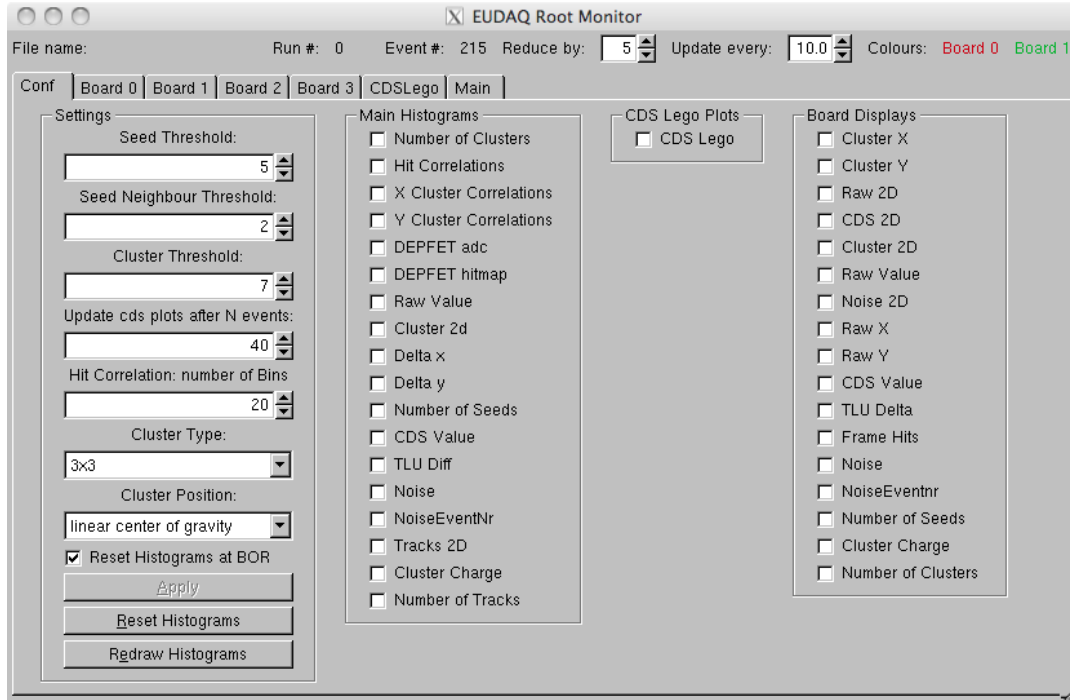 X EUDAQ Root Monitor
File name: Run #: 0 Event #: 215 Reduce by: 5 Update every: 10.0 Colours: Board 0 Board 1
Conf Board 0 Board 1 Board 2 Board 3 CDSLego Main
Settings
Seed Threshold:
5
Seed Neighbour Threshold:
2
Cluster Threshold:
7
Update cds plots after N events:
40
Hit Correlation: number of Bins
20
Cluster Type:
3x3
Cluster Position:
linear center of gravity
Reset Histograms at BOR
Apply
Reset Histograms
Redraw Histograms
Main Histograms
Number of Clusters
Hit Correlations
X Cluster Correlations
Y Cluster Correlations
DEPFET adc
DEPFET hitmap
Raw Value
Cluster 2d
Delta x
Delta y
Number of Seeds
CDS Value
TLU Diff
Noise
NoiseEventNr
Tracks 2D
Cluster Charge
Number of Tracks
CDS Lego Plots
CDS Lego
Board Displays
Cluster X
Cluster Y
Raw 2D
CDS 2D
Cluster 2D
Raw Value
Noise 2D
Raw X
Raw Y
CDS Value
TLU Delta
Frame Hits
Noise
NoiseEventnr
Number of Seeds
Cluster Charge
Number of Clusters